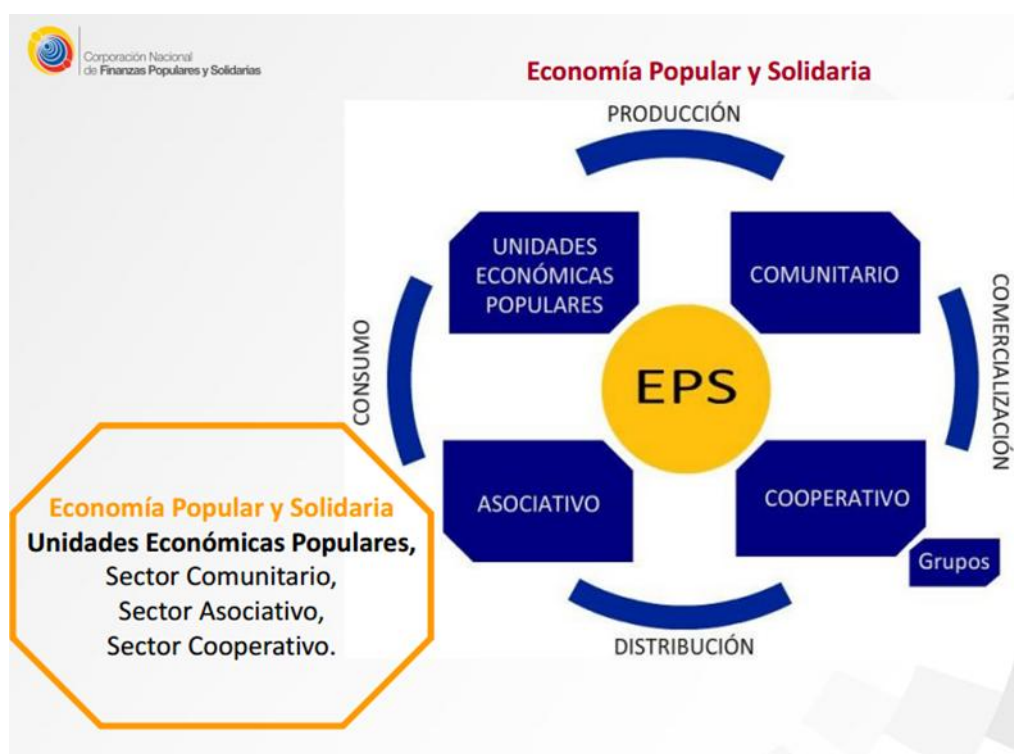 Corporación Nacional
de Finanzas Populares y Solidarias
Economía Popular y Solidaria
PRODUCCIÓN
UNIDADES
ECONÓMICAS
POPULARES
COMUNITARIO
CONSUMO
EPS
COMERCIALIZACIÓN
ASOCIATIVO
COOPERATIVO
Grupos
DISTRIBUCIÓN
Economía Popular y Solidaria
Unidades Económicas Populares,
Sector Comunitario,
Sector Asociativo,
Sector Cooperativo.